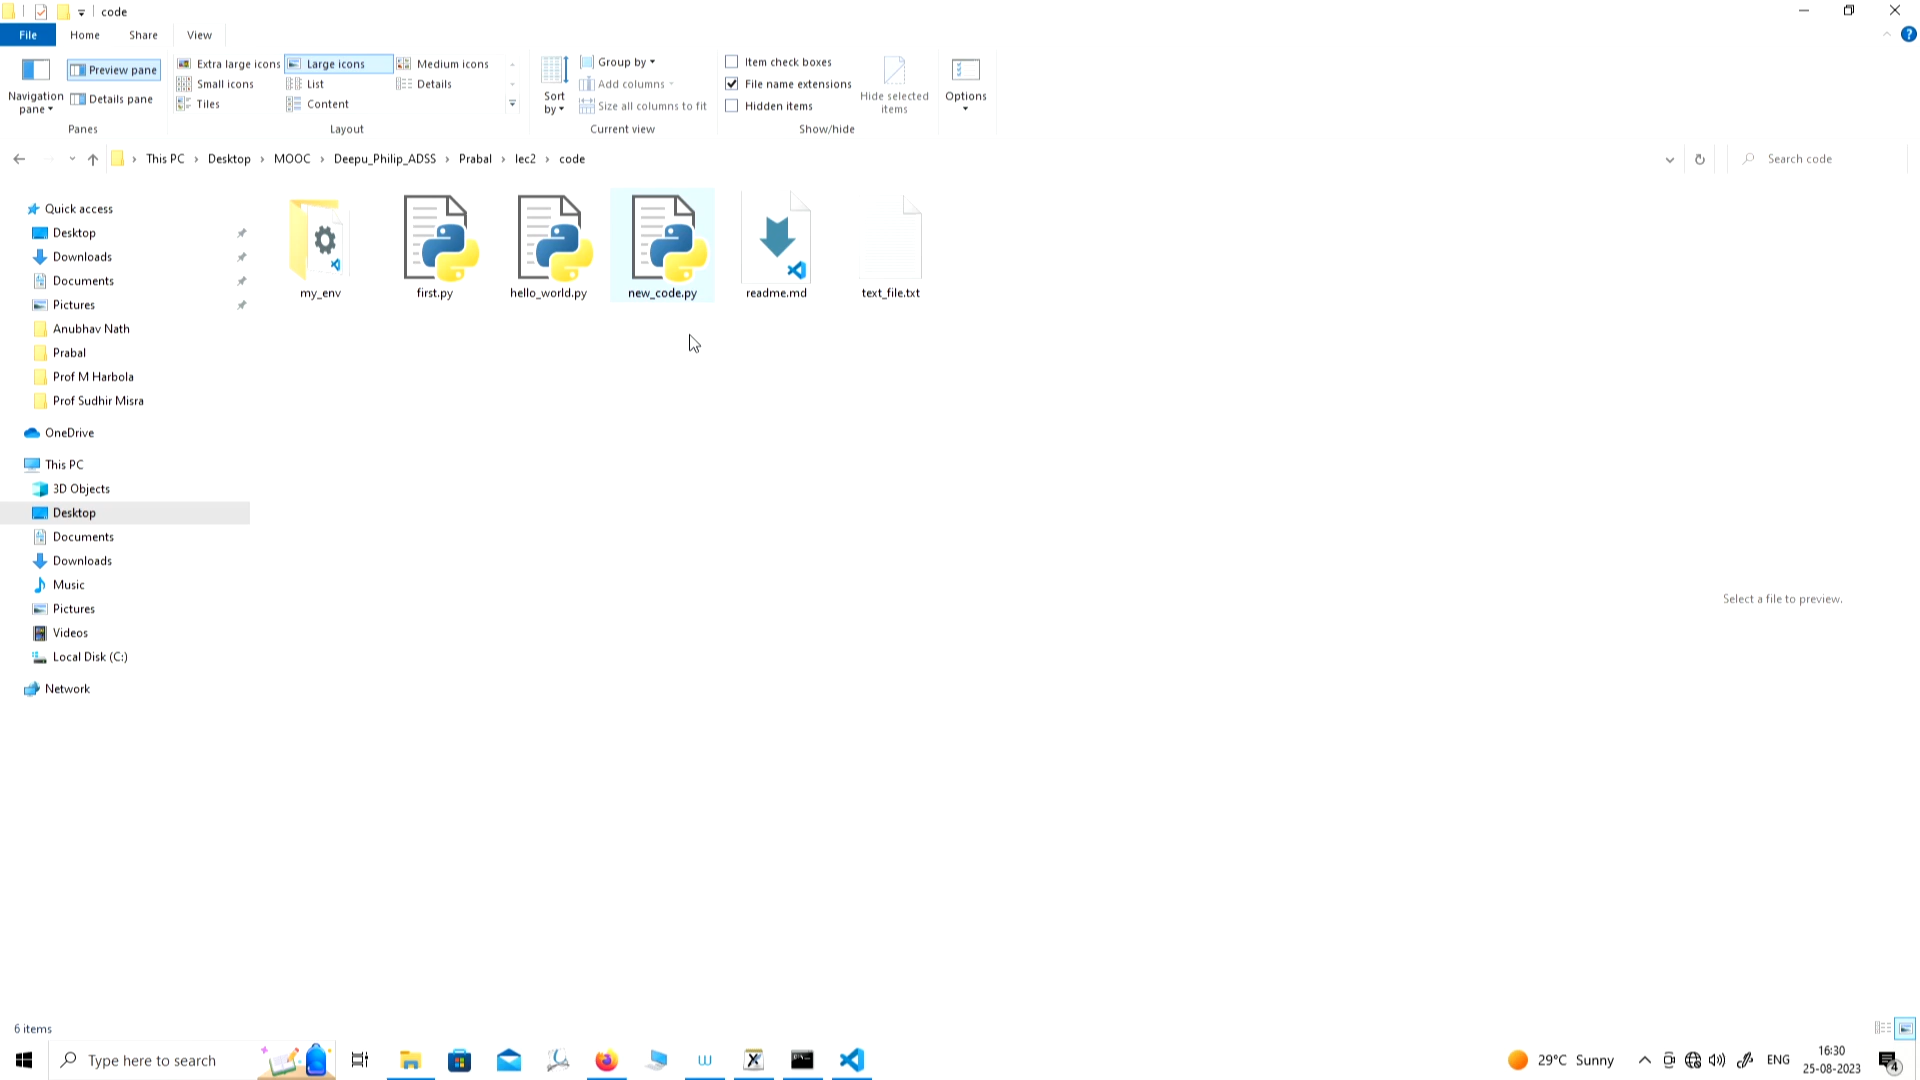 code
File Home Share View
Navigation pane
Preview pane
Details pane
Panes
Extra large icons Large icons Medium icons
Small icons List Details
Tiles Content
Layout
Sort by
Group by
Add columns
Size all columns to fit
Current view
Item check boxes
File name extensions
Hidden items
Hide selected items
Show/hide
Options
This PC › Desktop › MOOC › Deepu_Philip_ADSS › Prabal › lec2 › code
Search code
Quick access
Desktop
Downloads
Documents
Pictures
Anubhav Nath
Prabal
Prof M Harbola
Prof Sudhir Misra
OneDrive
This PC
3D Objects
Desktop
Documents
Downloads
Music
Pictures
Videos
Local Disk (C:)
Network
my_env first.py hello_world.py new_code.py readme.md text_file.txt
Select a file to preview.
6 items
Type here to search
29°C Sunny
ENG
16:30
25-08-2023
4